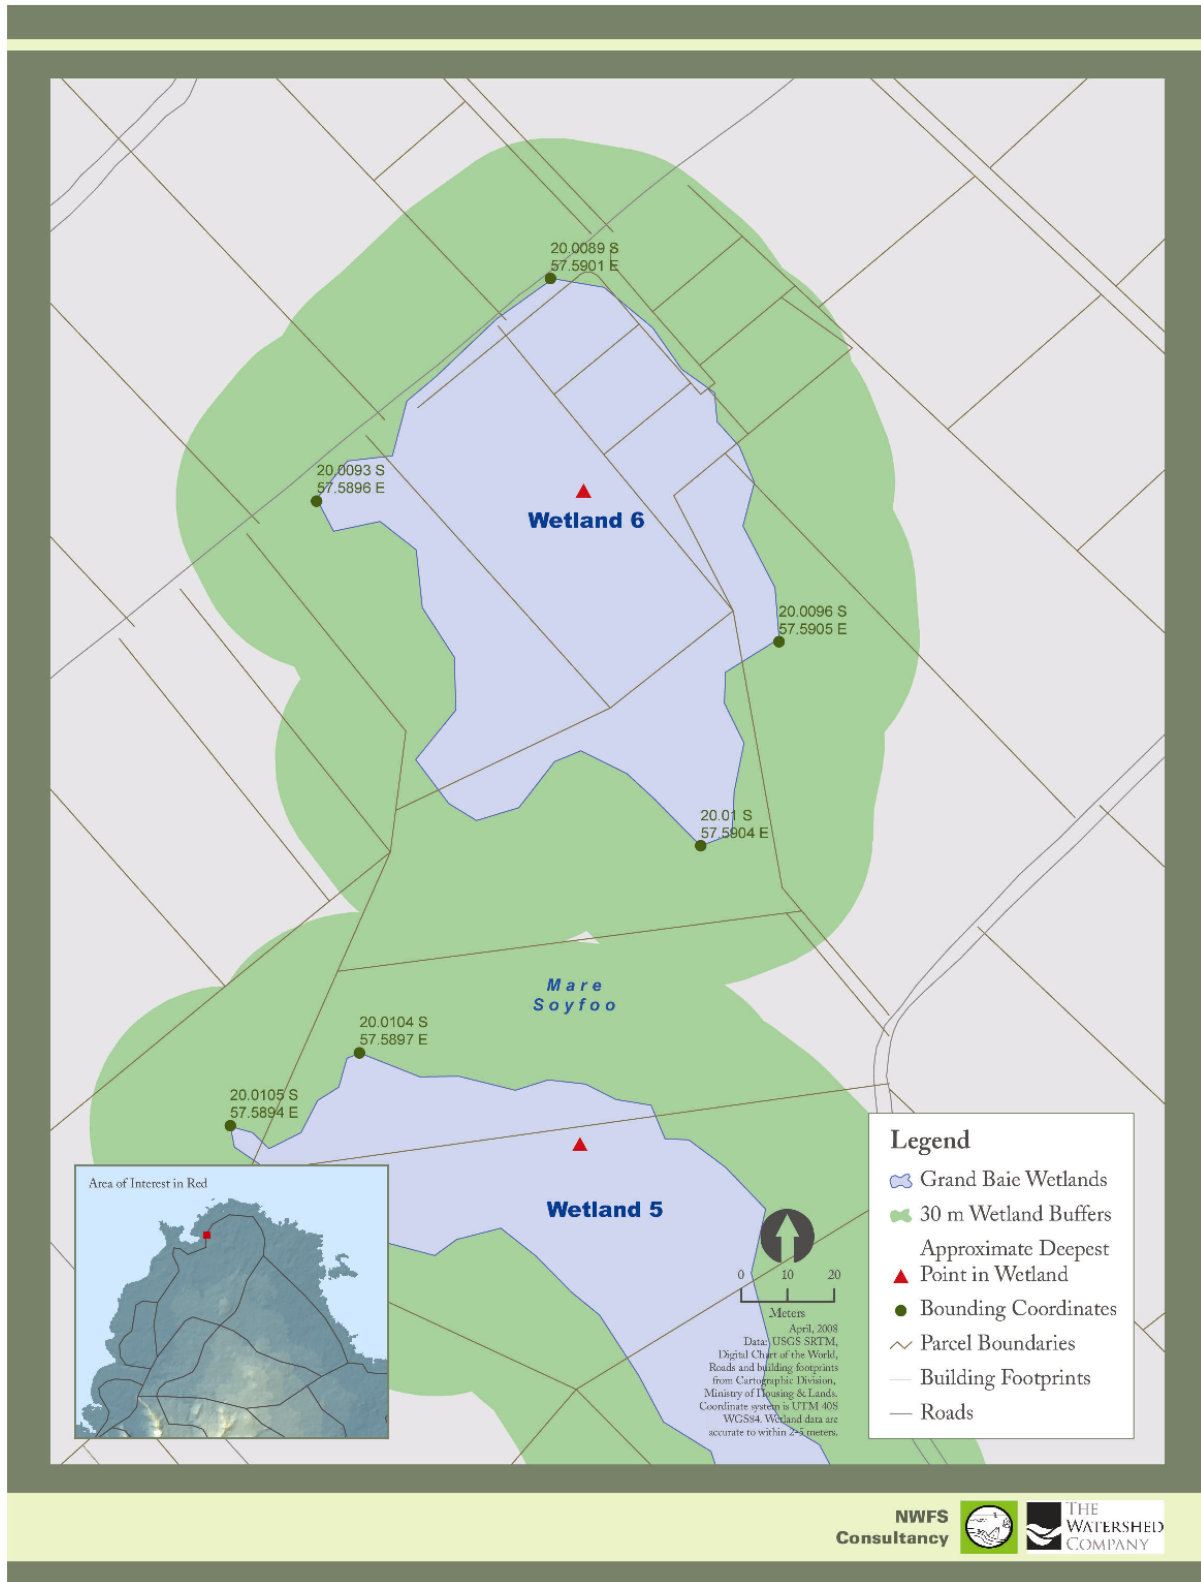 20.0089 S
57.5901 E
20.0093 S
57.5896 E
Wetland 6
20.0096 S
57.5905 E
20.01 S
57.5904 E
Mare
Soyfoo
20.0104 S
57.5897 E
20.0105 S
57.5894 E
Wetland 5
Area of Interest in Red
0 10 20
Meters
April, 2008
Data: USGS SRTM,
Digital Chart of the World,
Roads and building footprints
from Cartographic Division,
Ministry of Housing & Lands.
Coordinate system is UTM 40S
WGS84. Wetland data are
accurate to within 2-5 meters.
Legend
Grand Baie Wetlands
30 m Wetland Buffers
Approximate Deepest
Point in Wetland
Bounding Coordinates
Parcel Boundaries
Building Footprints
Roads
NWFS
Consultancy
THE
WATERSHED
COMPANY